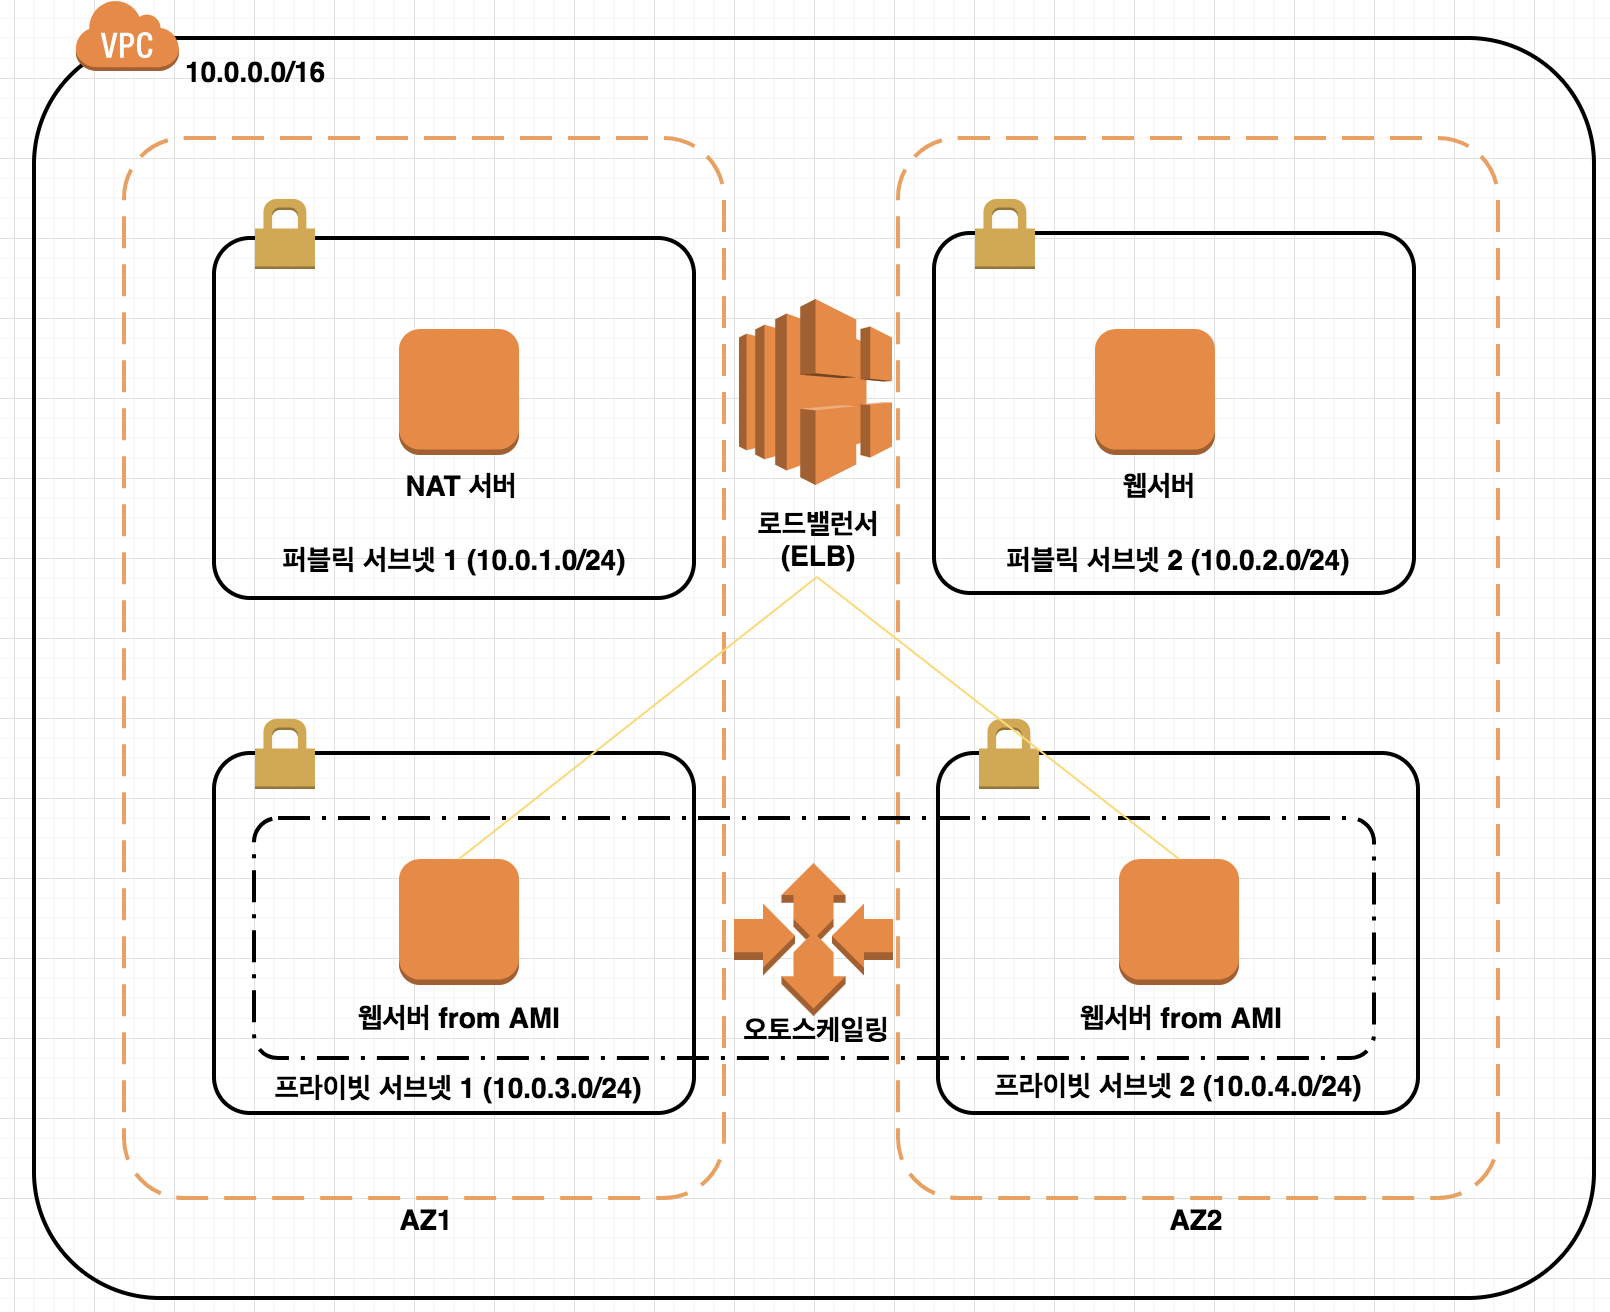 VPC
10.0.0.0/16
NAT 서버
퍼블릭 서브넷 1 (10.0.1.0/24)
로드밸런서
(ELB)
웹서버
퍼블릭 서브넷 2 (10.0.2.0/24)
웹서버 from AMI
프라이빗 서브넷 1 (10.0.3.0/24)
오토스케일링
웹서버 from AMI
프라이빗 서브넷 2 (10.0.4.0/24)
AZ1
AZ2